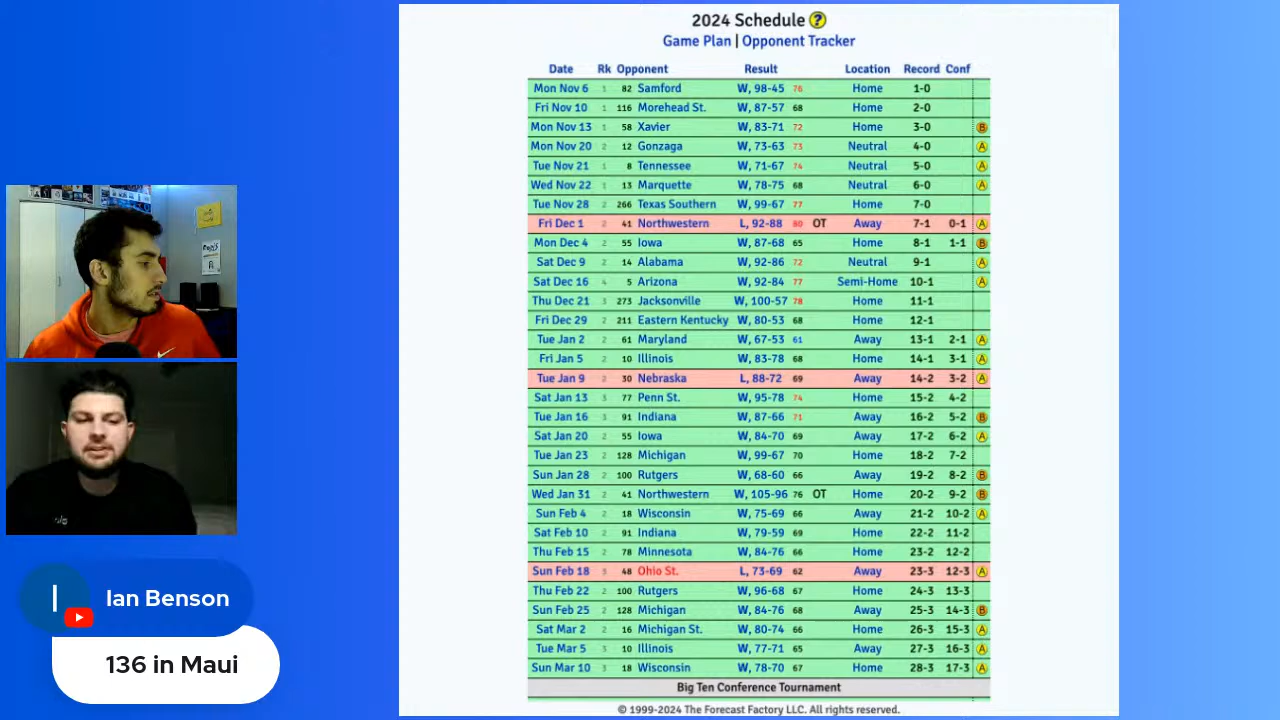 2024 Schedule ?
Game Plan | Opponent Tracker
Date Rk Opponent Result Location Record Conf
Mon Nov 6 1 82 Samford W, 98-45 76 Home 1-0
Fri Nov 10 1 116 Morehead St. W, 87-57 68 Home 2-0
Mon Nov 13 1 58 Xavier W, 83-71 72 Home 3-0 B
Mon Nov 20 2 12 Gonzaga W, 73-63 73 Neutral 4-0 A
Tue Nov 21 1 8 Tennessee W, 71-67 74 Neutral 5-0 A
Wed Nov 22 1 13 Marquette W, 78-75 68 Neutral 6-0 A
Tue Nov 28 2 266 Texas Southern W, 99-67 77 Home 7-0
Fri Dec 1 2 41 Northwestern L, 92-88 80 OT Away 7-1 0-1 A
Mon Dec 4 2 55 Iowa W, 87-68 65 Home 8-1 1-1 B
Sat Dec 9 2 14 Alabama W, 92-86 72 Neutral 9-1 A
Sat Dec 16 4 5 Arizona W, 92-84 77 Semi-Home 10-1 A
Thu Dec 21 3 273 Jacksonville W, 100-57 78 Home 11-1
Fri Dec 29 2 211 Eastern Kentucky W, 80-53 68 Home 12-1
Tue Jan 2 2 61 Maryland W, 67-53 61 Away 13-1 2-1 A
Fri Jan 5 2 10 Illinois W, 83-78 68 Home 14-1 3-1 A
Tue Jan 9 2 30 Nebraska L, 88-72 69 Away 14-2 3-2 A
Sat Jan 13 3 77 Penn St. W, 95-78 74 Home 15-2 4-2
Tue Jan 16 3 91 Indiana W, 87-66 71 Away 16-2 5-2 B
Sat Jan 20 2 55 Iowa W, 84-70 69 Away 17-2 6-2 A
Tue Jan 23 2 128 Michigan W, 99-67 70 Home 18-2 7-2
Sun Jan 28 2 100 Rutgers W, 68-60 66 Away 19-2 8-2 B
Wed Jan 31 2 41 Northwestern W, 105-96 76 OT Home 20-2 9-2 B
Sun Feb 4 2 18 Wisconsin W, 75-69 66 Away 21-2 10-2 A
Sat Feb 10 2 91 Indiana W, 79-59 69 Home 22-2 11-2
Thu Feb 15 2 78 Minnesota W, 84-76 66 Home 23-2 12-2
Sun Feb 18 3 48 Ohio St. L, 73-69 62 Away 23-3 12-3 A
Thu Feb 22 2 100 Rutgers W, 96-68 67 Home 24-3 13-3
Sun Feb 25 2 128 Michigan W, 84-76 68 Away 25-3 14-3 B
Sat Mar 2 2 16 Michigan St. W, 80-74 66 Home 26-3 15-3 A
Tue Mar 5 3 10 Illinois W, 77-71 65 Away 27-3 16-3 A
Sun Mar 10 3 18 Wisconsin W, 78-70 67 Home 28-3 17-3 A
Big Ten Conference Tournament
© 1999-2024 The Forecast Factory LLC. All rights reserved.
I
Ian Benson
136 in Maui